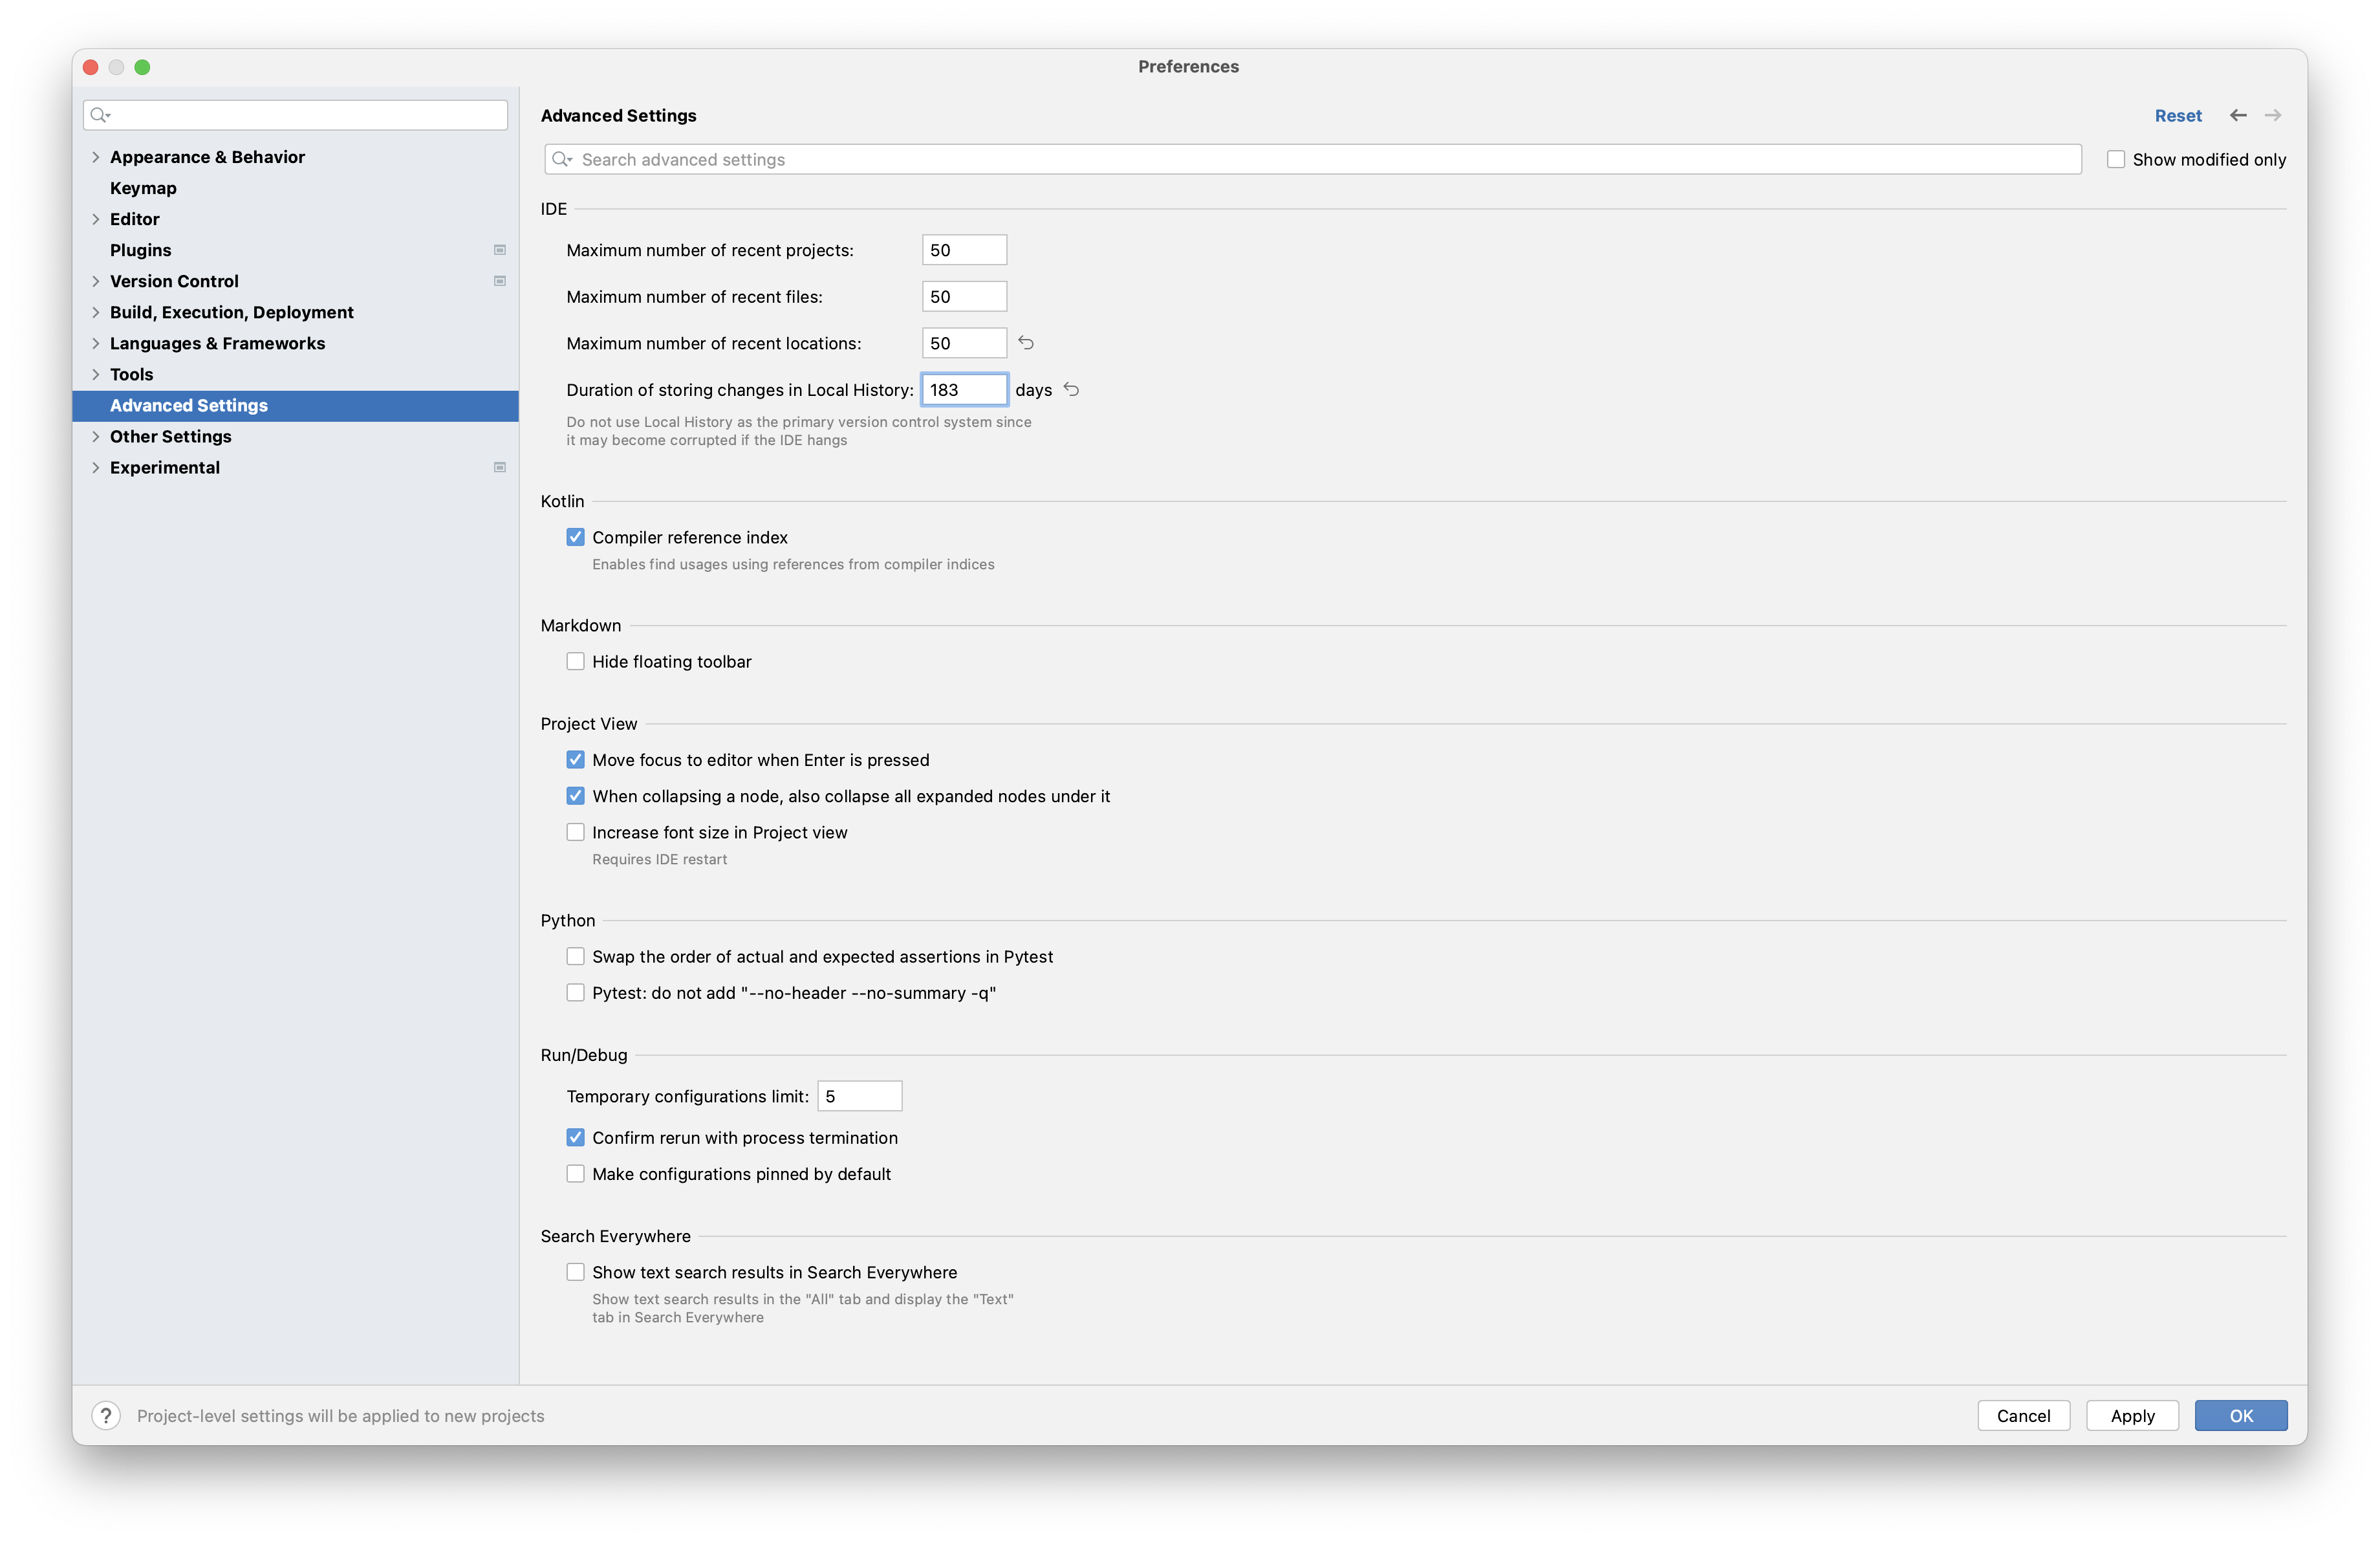 Preferences
Appearance & Behavior
Keymap
Editor
Plugins
Version Control
Build, Execution, Deployment
Languages & Frameworks
Tools
Advanced Settings
Other Settings
Experimental
Advanced Settings
Reset
Search advanced settings
Show modified only
IDE
Maximum number of recent projects: 50
Maximum number of recent files: 50
Maximum number of recent locations: 50
Duration of storing changes in Local History: 183 days
Do not use Local History as the primary version control system since
it may become corrupted if the IDE hangs
Kotlin
Compiler reference index
Enables find usages using references from compiler indices
Markdown
Hide floating toolbar
Project View
Move focus to editor when Enter is pressed
When collapsing a node, also collapse all expanded nodes under it
Increase font size in Project view
Requires IDE restart
Python
Swap the order of actual and expected assertions in Pytest
Pytest: do not add "--no-header --no-summary -q"
Run/Debug
Temporary configurations limit: 5
Confirm rerun with process termination
Make configurations pinned by default
Search Everywhere
Show text search results in Search Everywhere
Show text search results in the "All" tab and display the "Text"
tab in Search Everywhere
? Project-level settings will be applied to new projects
Cancel Apply OK